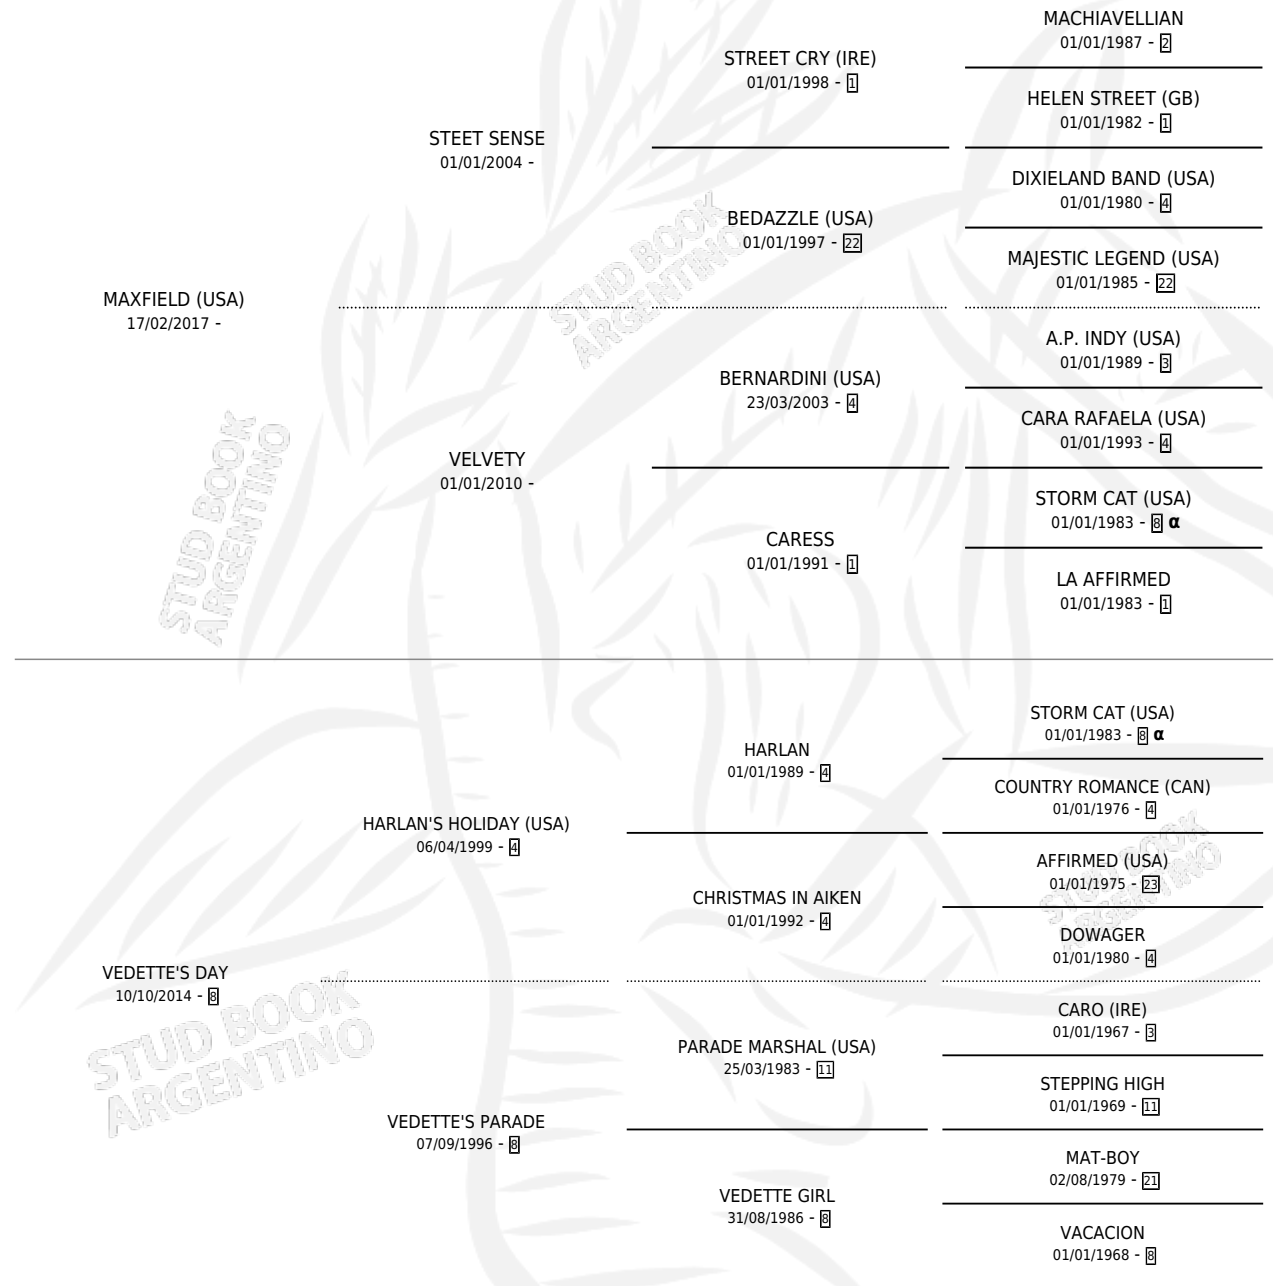 MACHIAVELLIAN
01/01/1987 - 2
STREET CRY (IRE)
01/01/1998 - 1
HELEN STREET (GB)
01/01/1982 - 1
STEET SENSE
01/01/2004 -
DIXIELAND BAND (USA)
01/01/1980 - 4
BEDAZZLE (USA)
01/01/1997 - 22
MAJESTIC LEGEND (USA)
01/01/1985 - 22
MAXFIELD (USA)
17/02/2017 -
A.P. INDY (USA)
01/01/1989 - 3
BERNARDINI (USA)
23/03/2003 - 4
CARA RAFAELA (USA)
01/01/1993 - 4
VELVETY
01/01/2010 -
STORM CAT (USA)
01/01/1983 - 8 α
CARESS
01/01/1991 - 1
LA AFFIRMED
01/01/1983 - 1
STORM CAT (USA)
01/01/1983 - 8 α
HARLAN
01/01/1989 - 4
COUNTRY ROMANCE (CAN)
01/01/1976 - 4
HARLAN'S HOLIDAY (USA)
06/04/1999 - 4
AFFIRMED (USA)
01/01/1975 - 23
CHRISTMAS IN AIKEN
01/01/1992 - 4
DOWAGER
01/01/1980 - 4
VEDETTE'S DAY
10/10/2014 - 8
CARO (IRE)
01/01/1967 - 3
PARADE MARSHAL (USA)
25/03/1983 - 11
STEPPING HIGH
01/01/1969 - 11
VEDETTE'S PARADE
07/09/1996 - 8
MAT-BOY
02/08/1979 - 21
VEDETTE GIRL
31/08/1986 - 8
VACACION
01/01/1968 - 8
STUD BOOK
ARGENTINO
STUD BOOK
ARGENTINO
STUD BOOK
ARGENTINO
STUD BOOK
ARGENTINO